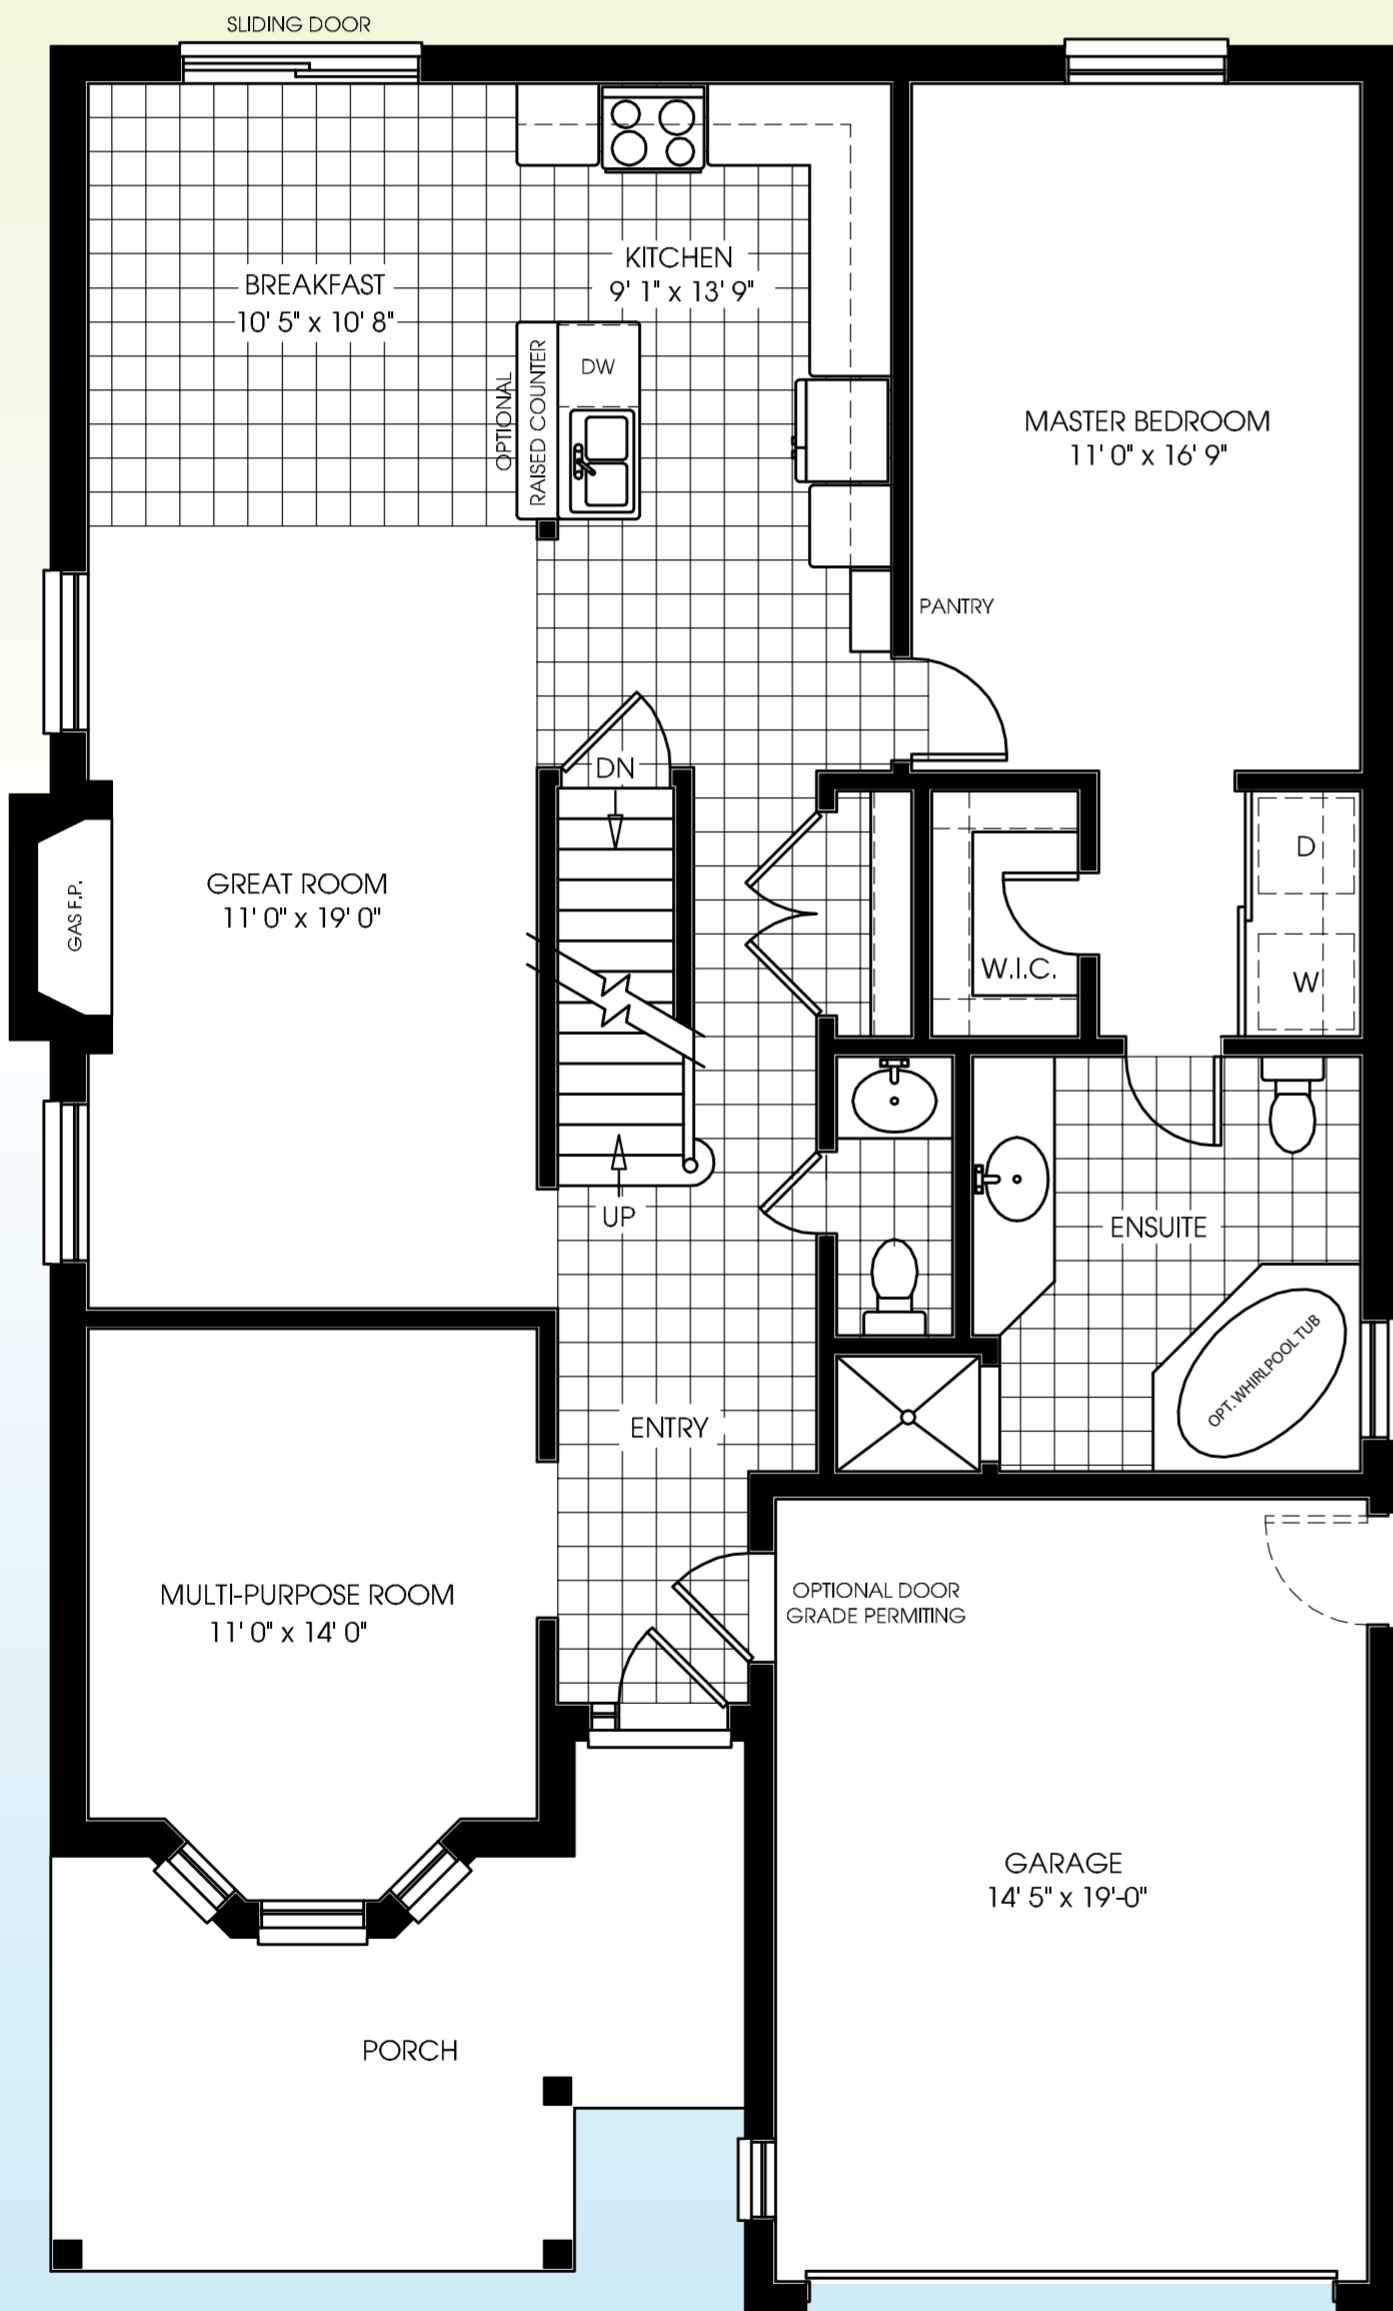 SLIDING DOOR
KITCHEN
9' 1" x 13' 9"
BREAKFAST
10' 5" x 10' 8"
OPTIONAL
RAISED COUNTER
DW
MASTER BEDROOM
11' 0" x 16' 9"
PANTRY
DN
GREAT ROOM
11' 0" x 19' 0"
GAS F.P.
D
W.I.C.
W
UP
ENSUITE
OPT. WHIRLPOOL TUB
ENTRY
MULTI-PURPOSE ROOM
11' 0" x 14' 0"
OPTIONAL DOOR
GRADE PERMITING
GARAGE
14' 5" x 19'-0"
PORCH